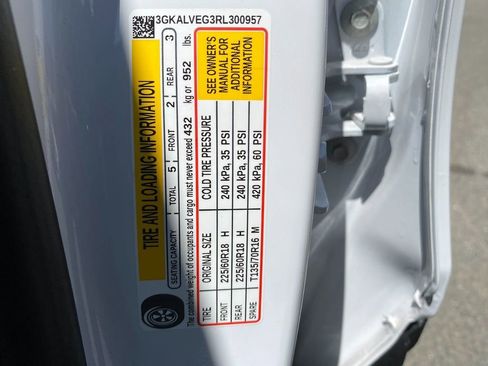 3GKALVEG3RL300957
TIRE AND LOADING INFORMATION
SEATING CAPACITY TOTAL 5 FRONT 2 REAR 3
The combined weight of occupants and cargo must never exceed 432 kg or 952 lbs.
TIRE ORIGINAL SIZE COLD TIRE PRESSURE
FRONT 225/60R18 H 240 kPa, 35 PSI
REAR 225/60R18 H 240 kPa, 35 PSI
SPARE T135/70R16 M 420 kPa, 60 PSI
SEE OWNER'S
MANUAL FOR
ADDITIONAL
INFORMATION